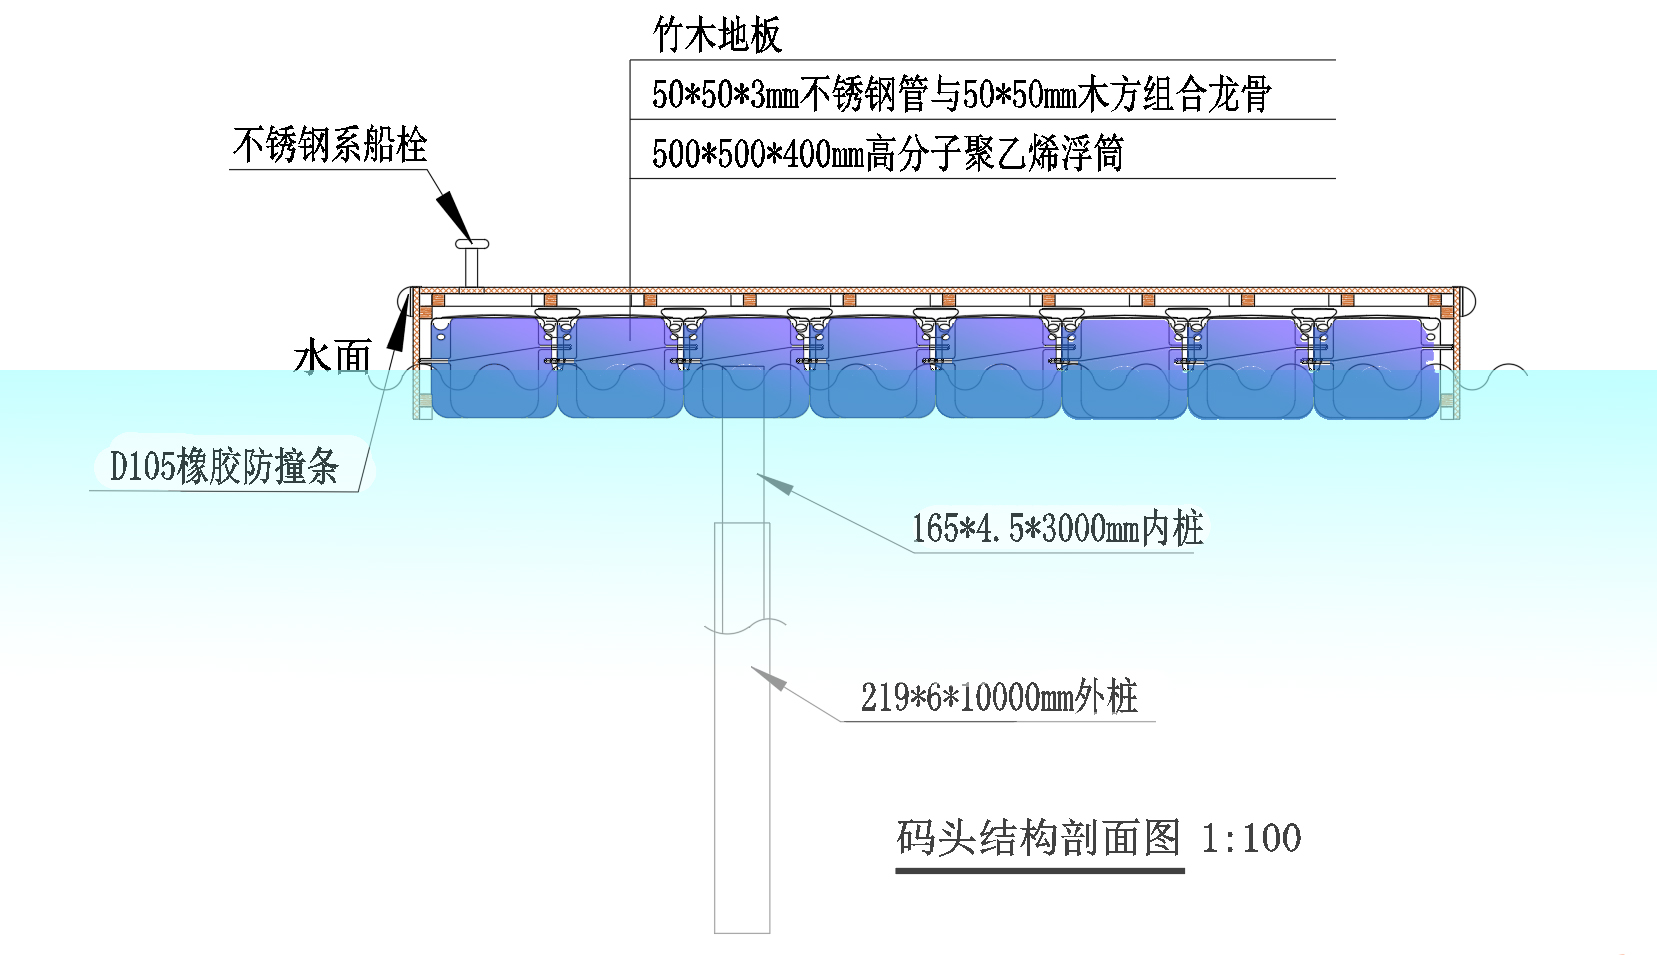 竹木地板
50*50*3mm不锈钢管与50*50mm木方组合龙骨
500*500*400mm高分子聚乙烯浮筒
不锈钢系船栓
水面
D105橡胶防撞条
165*4.5*3000mm内桩
219*6*10000mm外桩
码头结构剖面图 1:100